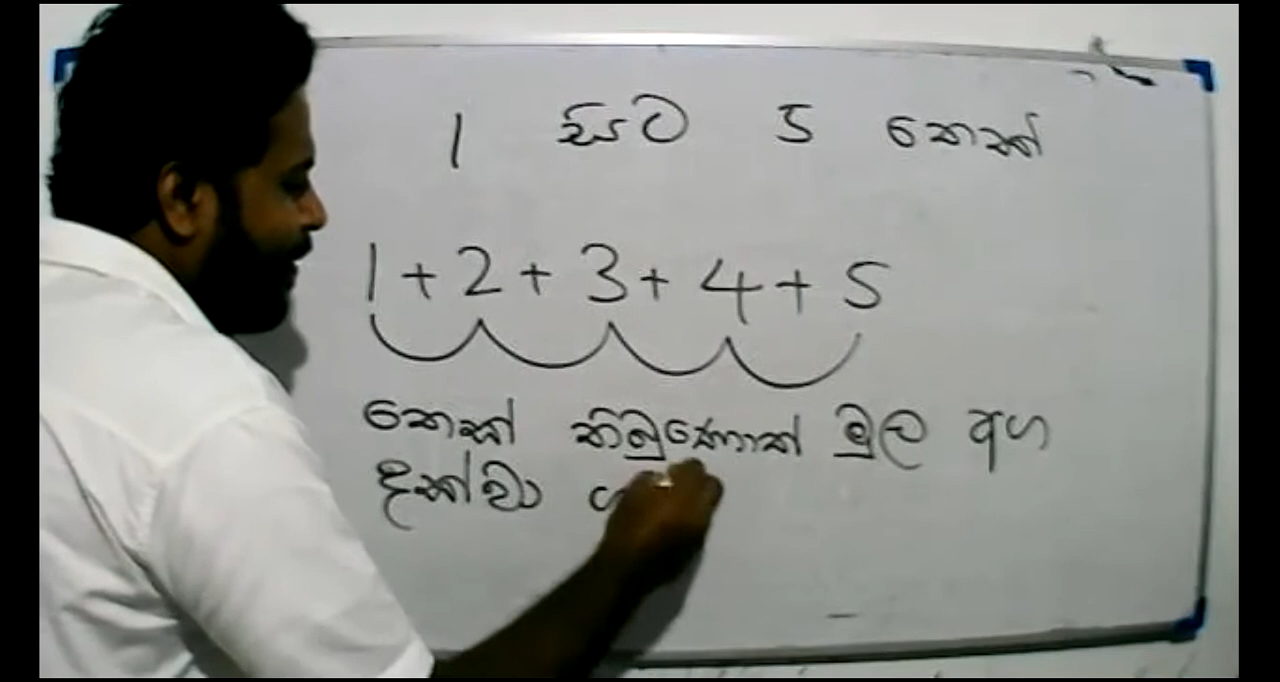 1 සිට 5 තෙක්
1+2+3+4+5
තෙක් තිබුණොත් මුල අග
දක්වා ග